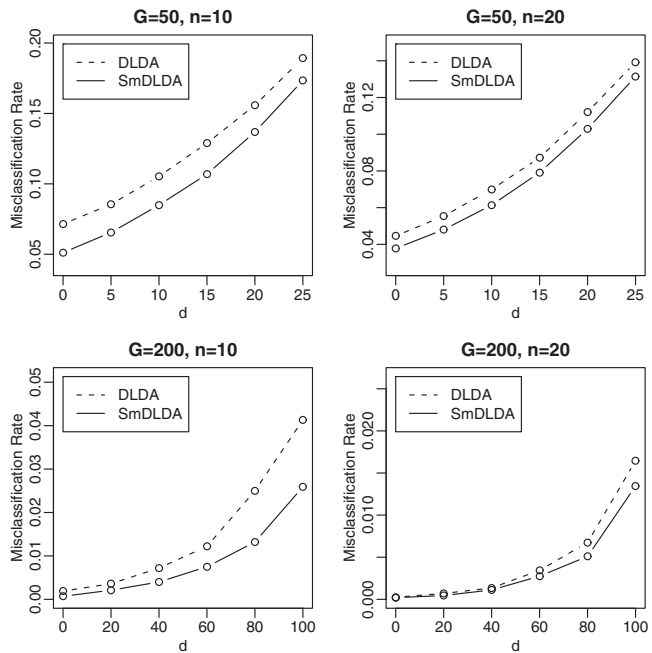 G=50, n=10
Misclassification Rate
0.05 0.10 0.15 0.20
DLDA
SmDLDA
0 5 10 15 20 25
d
G=50, n=20
Misclassification Rate
0.04 0.08 0.12
DLDA
SmDLDA
0 5 10 15 20 25
d
G=200, n=10
Misclassification Rate
0.00 0.01 0.02 0.03 0.04 0.05
DLDA
SmDLDA
0 20 40 60 80 100
d
G=200, n=20
Misclassification Rate
0.000 0.010 0.020
DLDA
SmDLDA
0 20 40 60 80 100
d